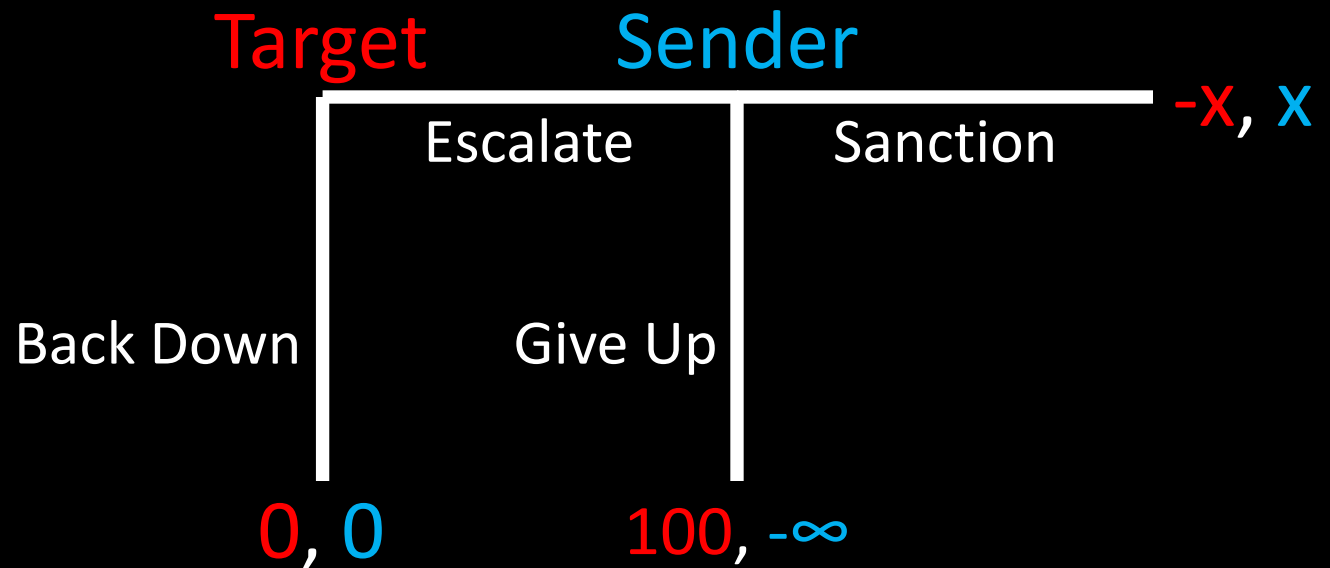 Target
Sender
-x, x
Escalate
Sanction
Back Down
Give Up
0, 0
100, -∞